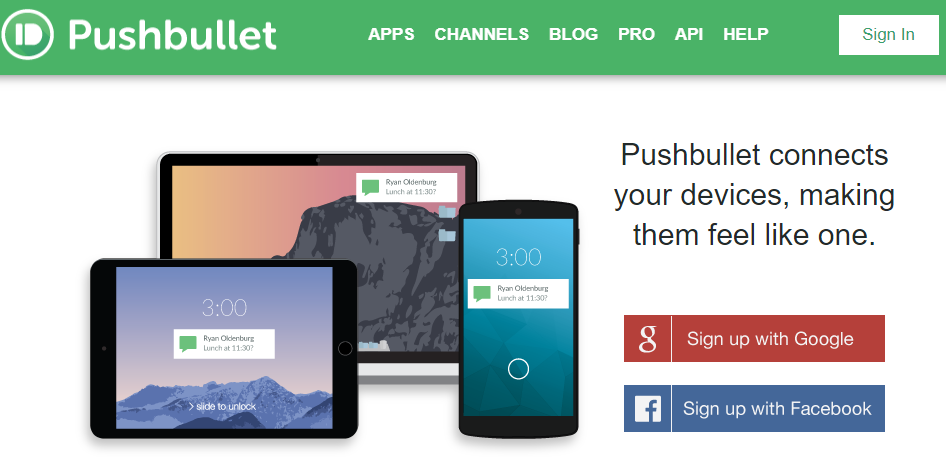 Pushbullet
APPS CHANNELS BLOG PRO API HELP
Sign In
Pushbullet connects
your devices, making
them feel like one.
Ryan Oldenburg
Lunch at 11:30?
3:00
Ryan Oldenburg
Lunch at 11:30?
3:00
Ryan Oldenburg
Lunch at 11:30?
> slide to unlock
g Sign up with Google
f Sign up with Facebook